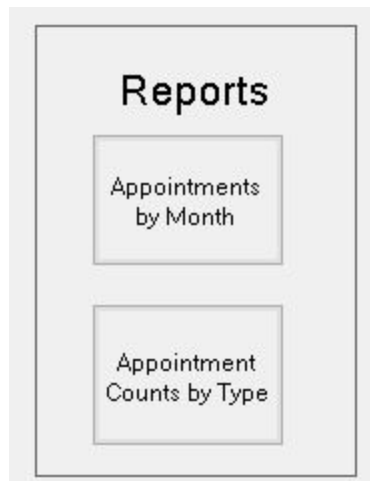 Reports
Appointments
by Month
Appointment
Counts by Type